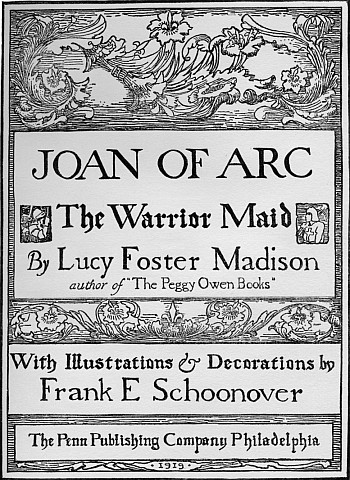 JOAN OF ARC
The Warrior Maid
By Lucy Foster Madison
author of "The Peggy Owen Books"
With Illustrations & Decorations by
Frank E Schoonover
The Penn Publishing Company Philadelphia
· 1919 ·